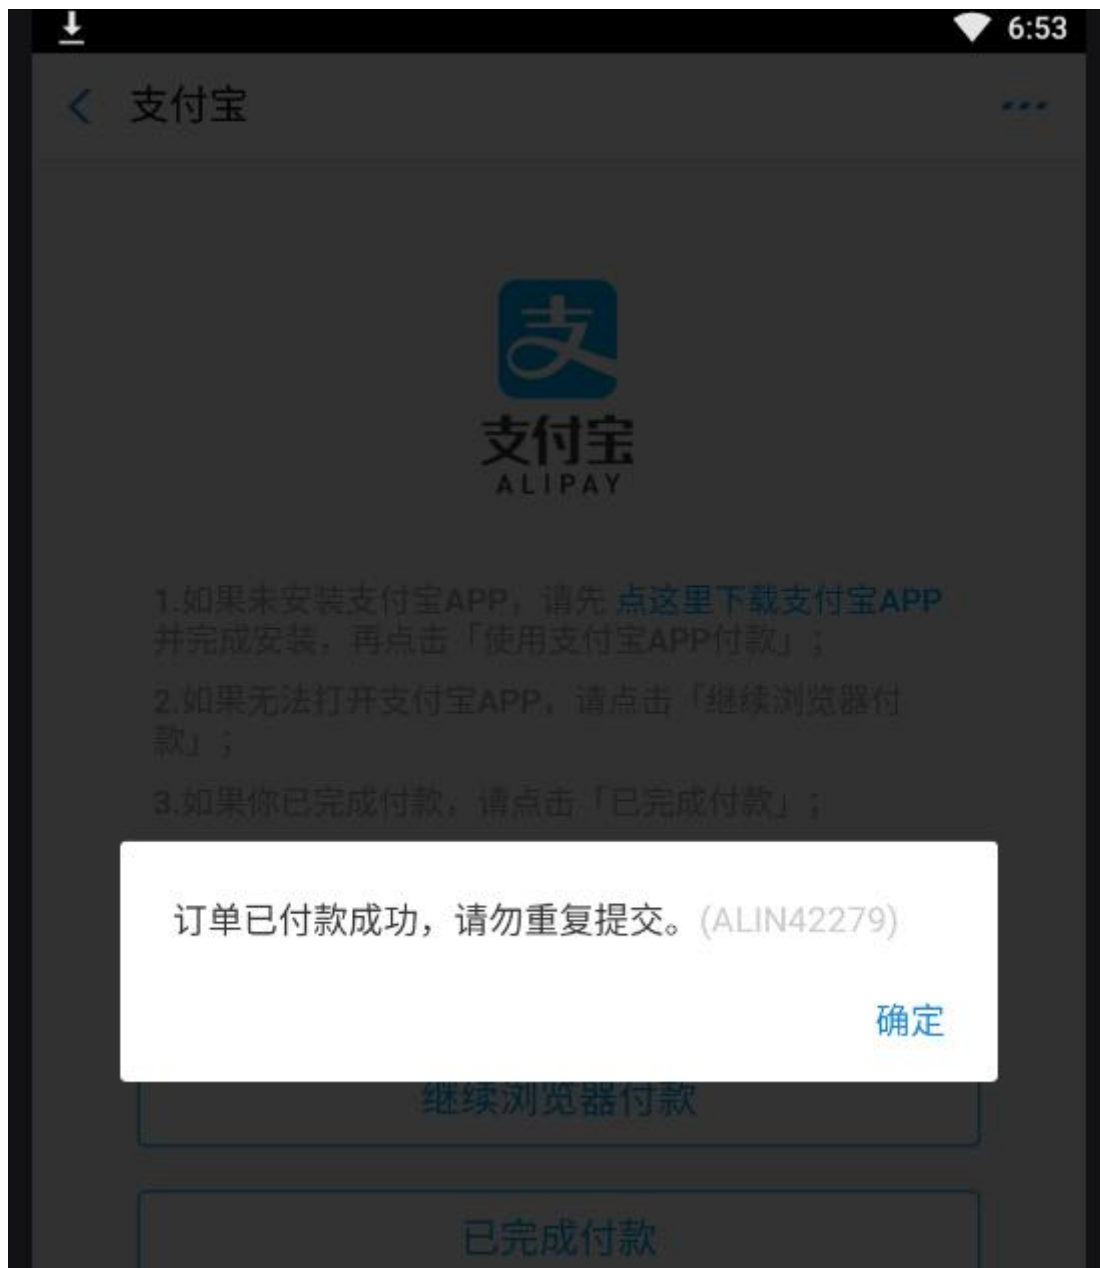 6:53
支付宝
支付宝
ALIPAY
1.如果未安装支付宝APP，请先 点这里下载支付宝APP
并完成安装，再点击「使用支付宝APP付款」；
2.如果无法打开支付宝APP，请点击「继续浏览器付
款」；
3.如果你已完成付款，请点击「已完成付款」；
订单已付款成功，请勿重复提交。(ALIN42279)
确定
继续浏览器付款
已完成付款